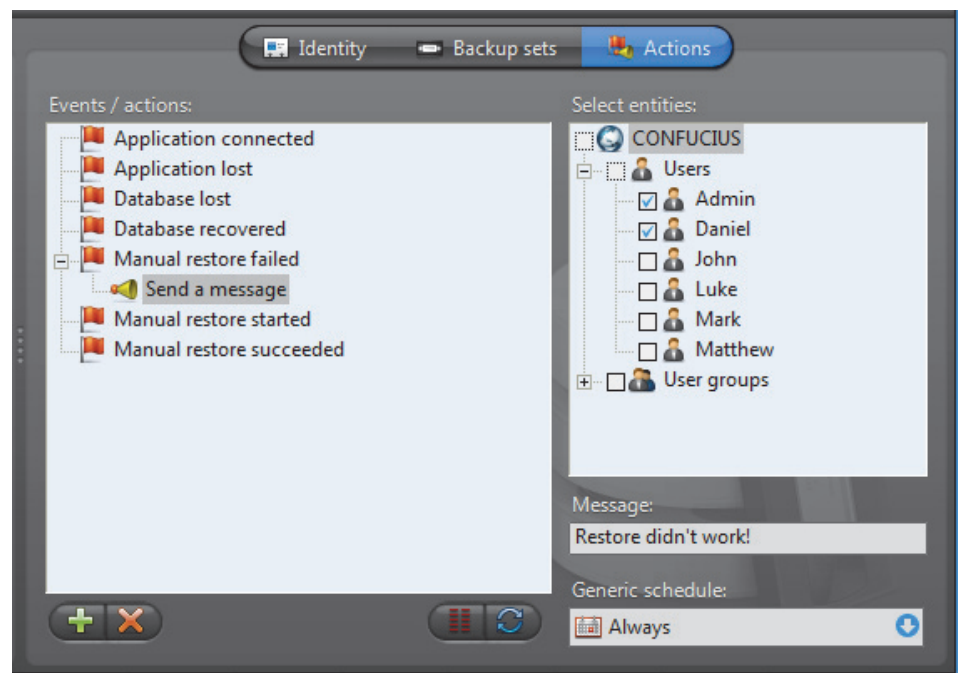 Identity
Backup sets
Actions
Events / actions:
Application connected
Application lost
Database lost
Database recovered
Manual restore failed
Send a message
Manual restore started
Manual restore succeeded
Select entities:
CONFUCIUS
Users
Admin
Daniel
John
Luke
Mark
Matthew
User groups
Message:
Restore didn't work!
Generic schedule:
Always